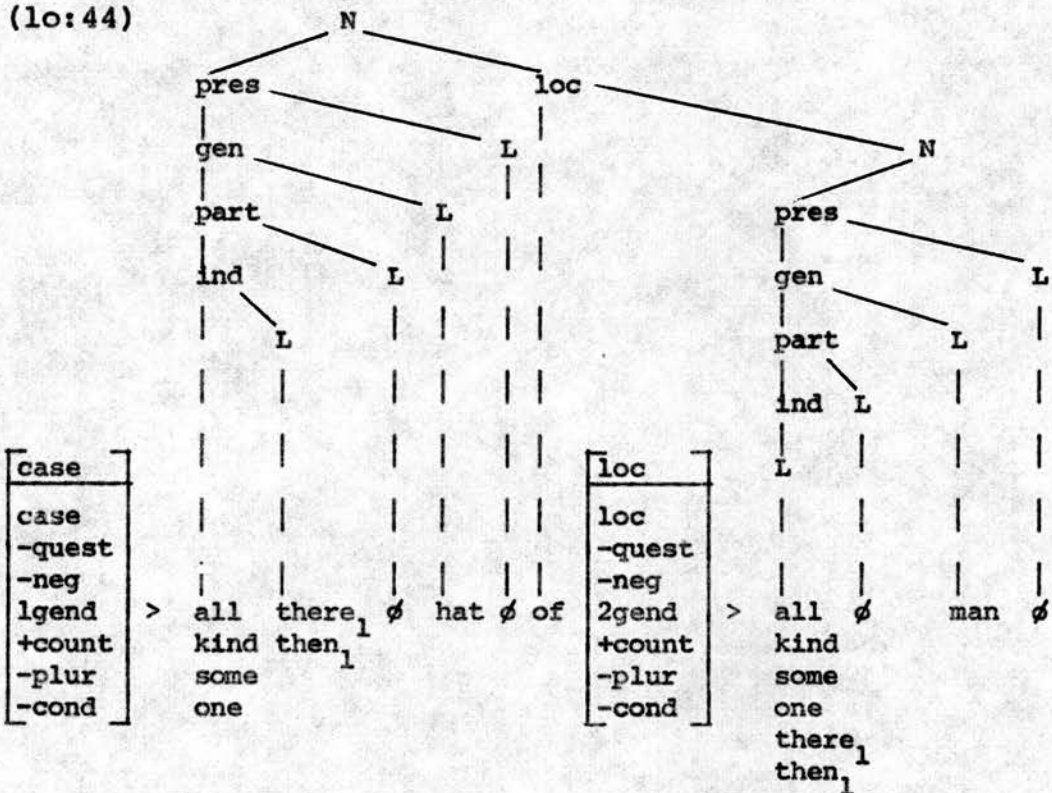 (lo:44)
N
pres loc
gen L N
part L pres
ind L gen L
L part L
ind L
case loc L
case loc
-quest -quest
-neg -neg
1gend > all there1 ø hat ø of 2gend > all ø man ø
+count kind then1 +count kind
-plur some -plur some
-cond one -cond one
there1
then1